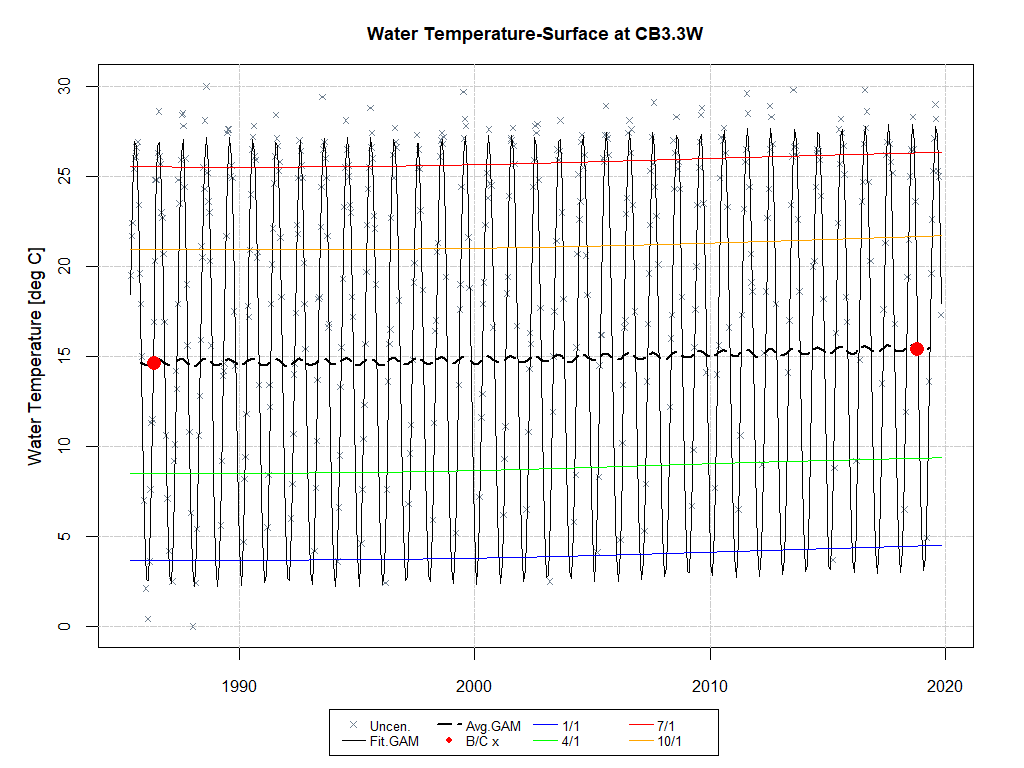 Water Temperature-Surface at CB3.3W
Water Temperature [deg C]
30
25
20
15
10
5
0
1990 2000 2010 2020
Uncen. Avg.GAM 1/1 7/1
Fit.GAM B/C x 4/1 10/1